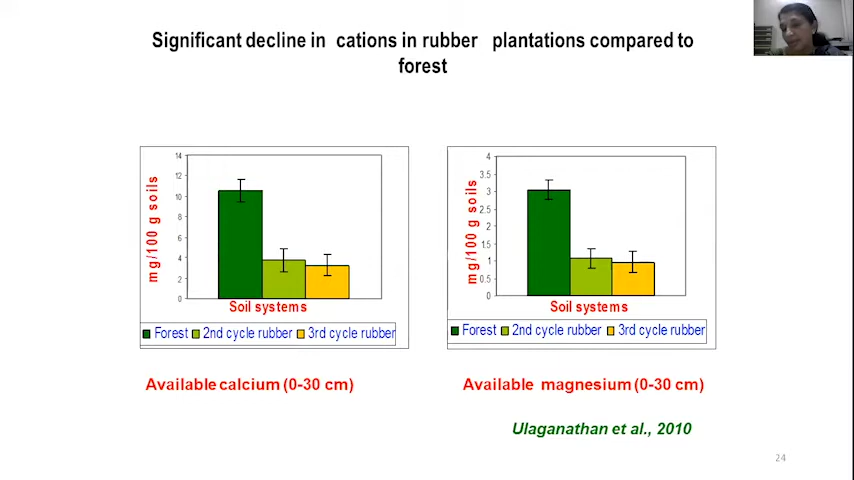 Significant decline in cations in rubber plantations compared to
forest
mg/100 g soils
14
12
10
8
6
4
2
0
Soil systems
Forest 2nd cycle rubber 3rd cycle rubber
Available calcium (0-30 cm)
mg/100 g soils
4
3.5
3
2.5
2
1.5
1
0.5
0
Soil systems
Forest 2nd cycle rubber 3rd cycle rubber
Available magnesium (0-30 cm)
Ulaganathan et al., 2010
24